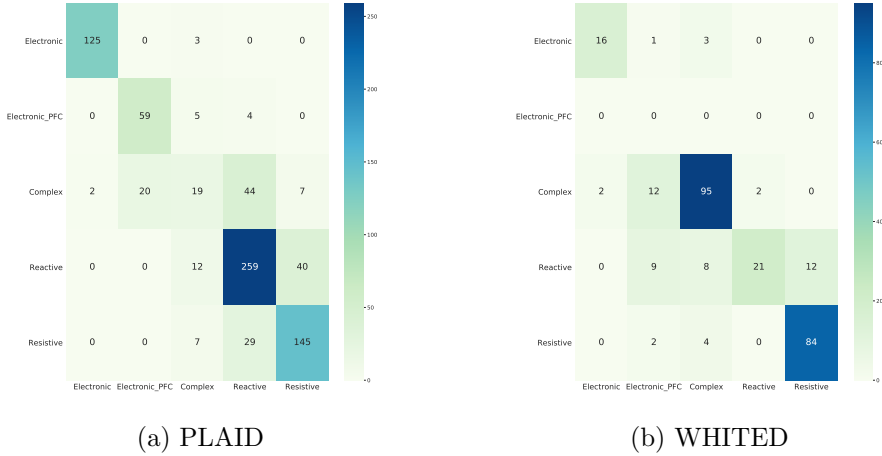 Electronic 125 0 3 0 0
Electronic_PFC 0 59 5 4 0
Complex 2 20 19 44 7
Reactive 0 0 12 259 40
Resistive 0 0 7 29 145
Electronic Electronic_PFC Complex Reactive Resistive
250
200
150
100
50
0
(a) PLAID
Electronic 16 1 3 0 0
Electronic_PFC 0 0 0 0 0
Complex 2 12 95 2 0
Reactive 0 9 8 21 12
Resistive 0 2 4 0 84
Electronic Electronic_PFC Complex Reactive Resistive
80
60
40
20
0
(b) WHITED